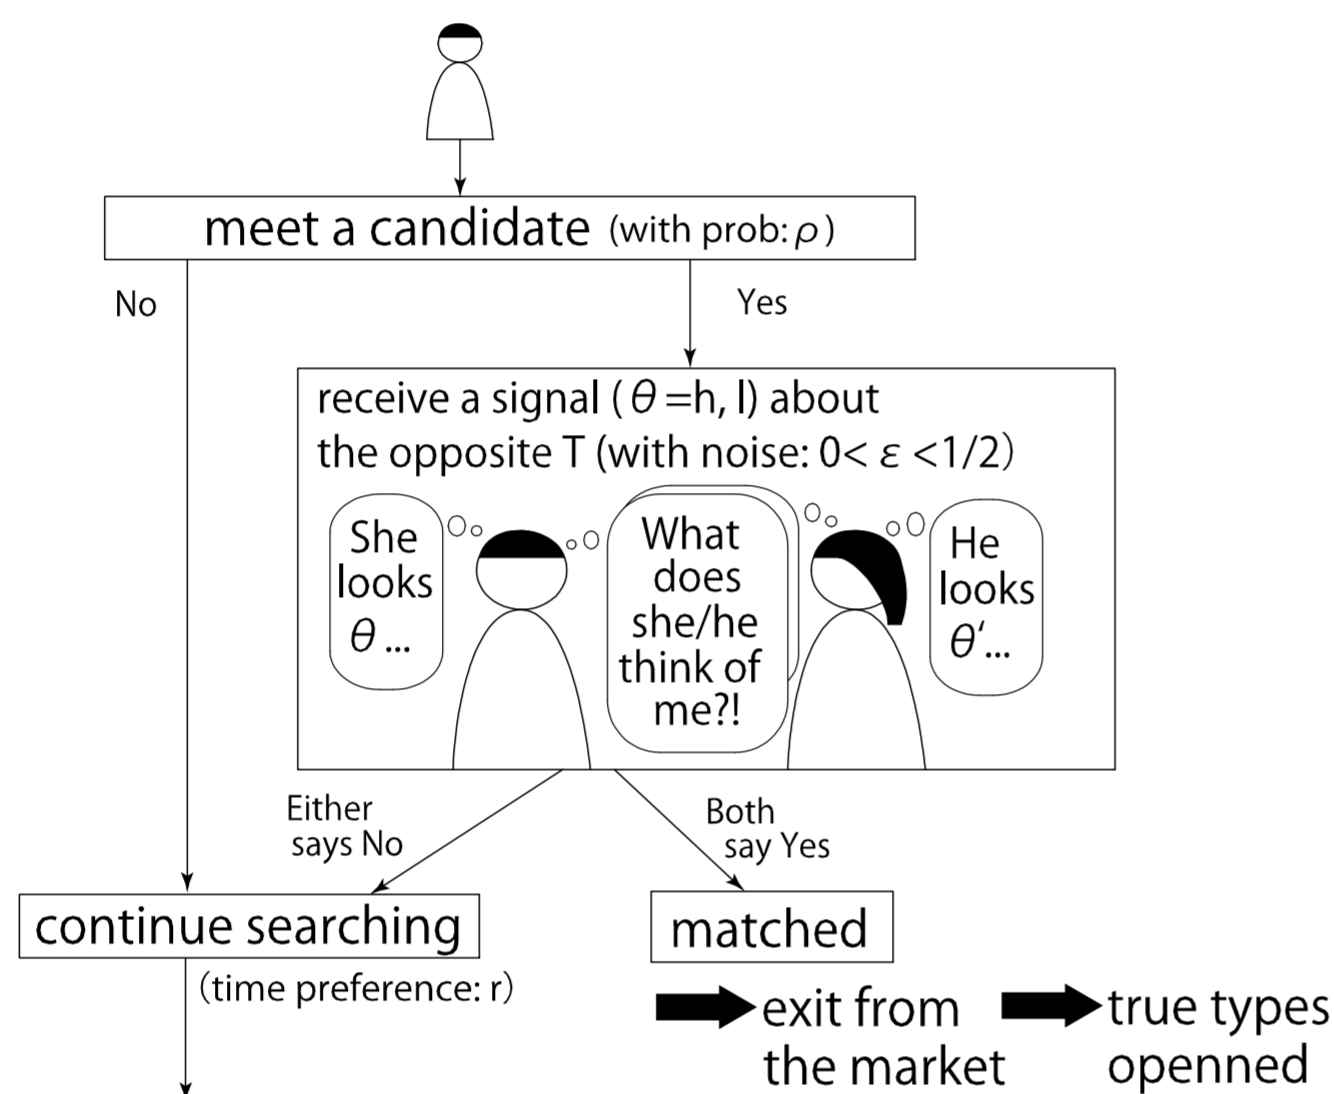 meet a candidate (with prob: ρ)
No
Yes
receive a signal (θ=h, l) about
the opposite T (with noise: 0< ε <1/2)
She
looks
θ ...
What
does
she/he
think of
me?!
He
looks
θ‘...
Either
says No
Both
say Yes
continue searching
matched
(time preference: r)
exit from
the market
true types
openned